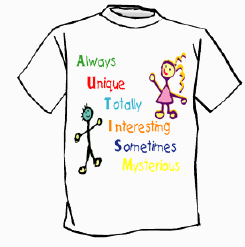 Always
Unique
Totally
Interesting
Sometimes
Mysterious